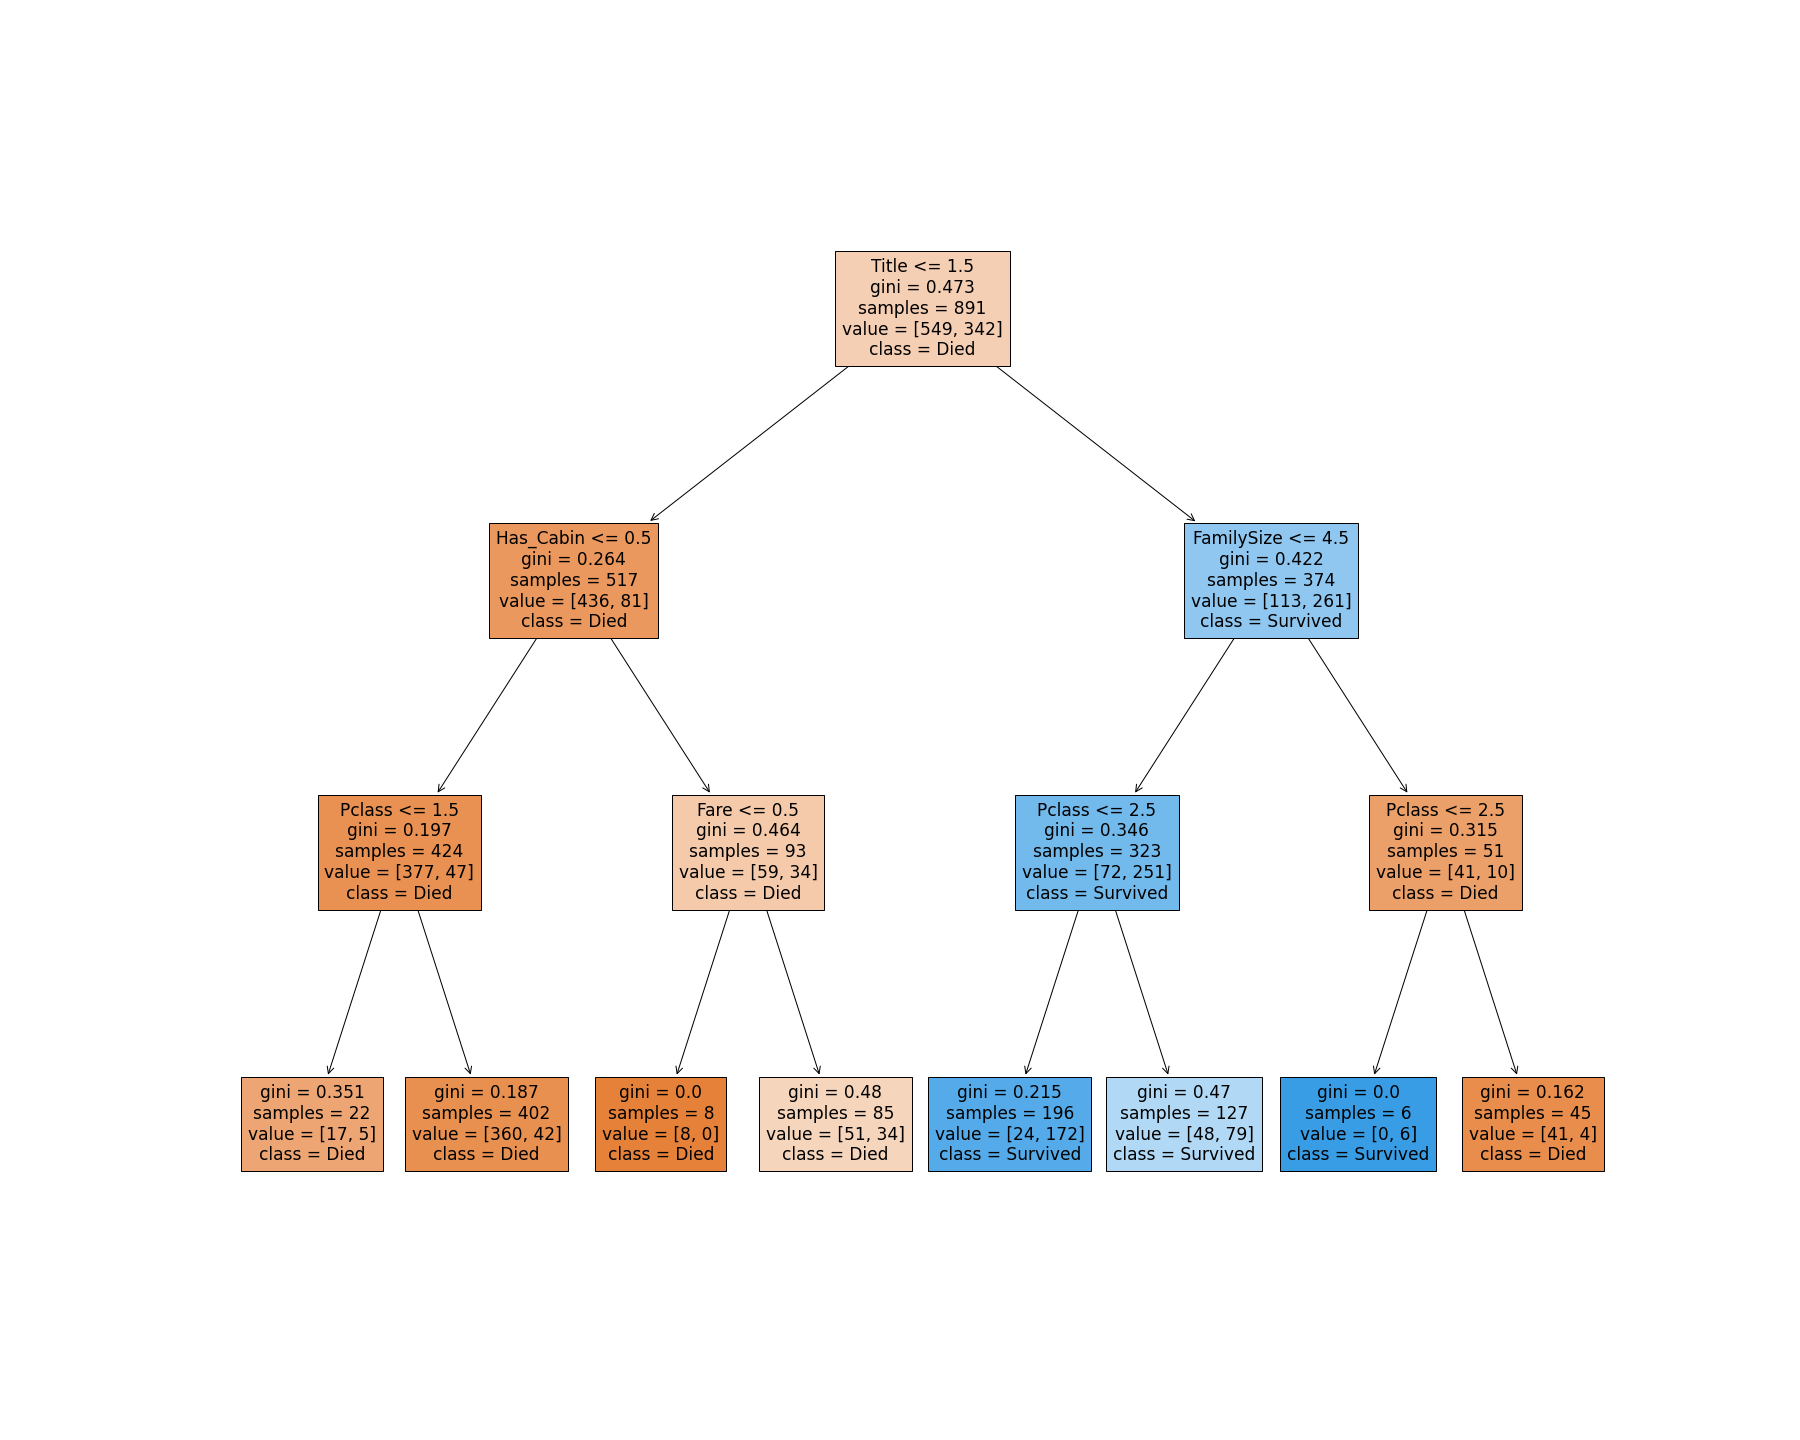 Title <= 1.5
gini = 0.473
samples = 891
value = [549, 342]
class = Died
Has_Cabin <= 0.5
gini = 0.264
samples = 517
value = [436, 81]
class = Died
FamilySize <= 4.5
gini = 0.422
samples = 374
value = [113, 261]
class = Survived
Pclass <= 1.5
gini = 0.197
samples = 424
value = [377, 47]
class = Died
Fare <= 0.5
gini = 0.464
samples = 93
value = [59, 34]
class = Died
Pclass <= 2.5
gini = 0.346
samples = 323
value = [72, 251]
class = Survived
Pclass <= 2.5
gini = 0.315
samples = 51
value = [41, 10]
class = Died
gini = 0.351
samples = 22
value = [17, 5]
class = Died
gini = 0.187
samples = 402
value = [360, 42]
class = Died
gini = 0.0
samples = 8
value = [8, 0]
class = Died
gini = 0.48
samples = 85
value = [51, 34]
class = Died
gini = 0.215
samples = 196
value = [24, 172]
class = Survived
gini = 0.47
samples = 127
value = [48, 79]
class = Survived
gini = 0.0
samples = 6
value = [0, 6]
class = Survived
gini = 0.162
samples = 45
value = [41, 4]
class = Died